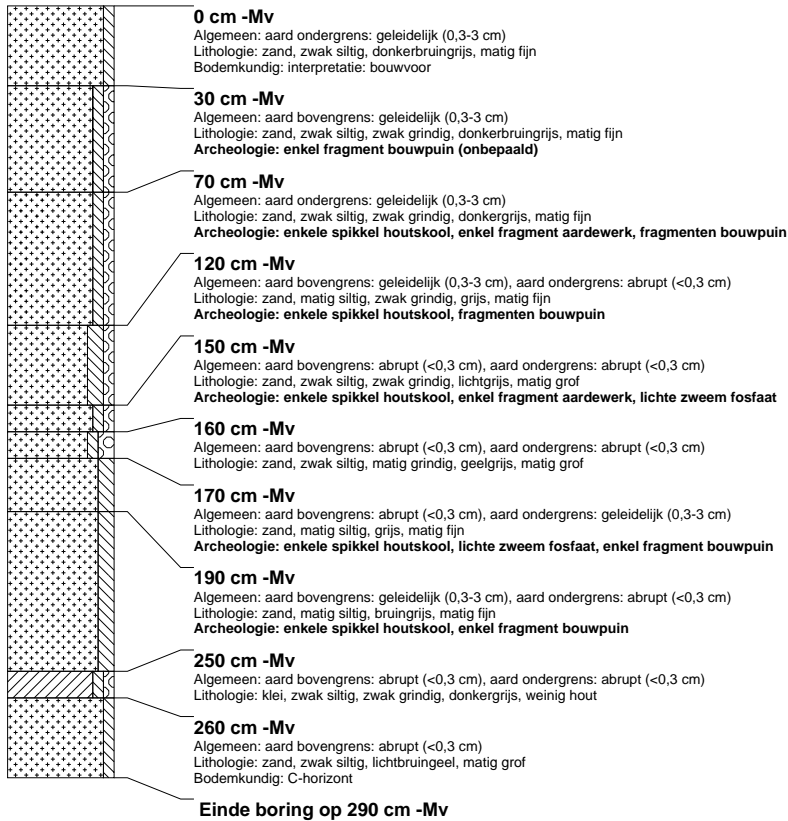 0 cm -Mv
Algemeen: aard ondergrens: geleidelijk (0,3-3 cm)
Lithologie: zand, zwak siltig, donkerbruingrijs, matig fijn
Bodemkundig: interpretatie: bouwvoor
30 cm -Mv
Algemeen: aard bovengrens: geleidelijk (0,3-3 cm)
Lithologie: zand, zwak siltig, zwak grindig, donkerbruingrijs, matig fijn
Archeologie: enkel fragment bouwpuin (onbepaald)
70 cm -Mv
Algemeen: aard ondergrens: geleidelijk (0,3-3 cm)
Lithologie: zand, zwak siltig, zwak grindig, donkergrijs, matig fijn
Archeologie: enkele spikkel houtskool, enkel fragment aardewerk, fragmenten bouwpuin
120 cm -Mv
Algemeen: aard bovengrens: geleidelijk (0,3-3 cm), aard ondergrens: abrupt (<0,3 cm)
Lithologie: zand, matig siltig, zwak grindig, grijs, matig fijn
Archeologie: enkele spikkel houtskool, fragmenten bouwpuin
150 cm -Mv
Algemeen: aard bovengrens: abrupt (<0,3 cm), aard ondergrens: abrupt (<0,3 cm)
Lithologie: zand, zwak siltig, zwak grindig, lichtgrijs, matig grof
Archeologie: enkele spikkel houtskool, enkel fragment aardewerk, lichte zweem fosfaat
160 cm -Mv
Algemeen: aard bovengrens: abrupt (<0,3 cm), aard ondergrens: abrupt (<0,3 cm)
Lithologie: zand, zwak siltig, matig grindig, geelgrijs, matig grof
170 cm -Mv
Algemeen: aard bovengrens: abrupt (<0,3 cm), aard ondergrens: geleidelijk (0,3-3 cm)
Lithologie: zand, matig siltig, grijs, matig fijn
Archeologie: enkele spikkel houtskool, lichte zweem fosfaat, enkel fragment bouwpuin
190 cm -Mv
Algemeen: aard bovengrens: geleidelijk (0,3-3 cm), aard ondergrens: abrupt (<0,3 cm)
Lithologie: zand, matig siltig, bruingrijs, matig fijn
Archeologie: enkele spikkel houtskool, enkel fragment bouwpuin
250 cm -Mv
Algemeen: aard bovengrens: abrupt (<0,3 cm), aard ondergrens: abrupt (<0,3 cm)
Lithologie: klei, zwak siltig, zwak grindig, donkergrijs, weinig hout
260 cm -Mv
Algemeen: aard bovengrens: abrupt (<0,3 cm)
Lithologie: zand, zwak siltig, lichtbruingeel, matig grof
Bodemkundig: C-horizont
Einde boring op 290 cm -Mv